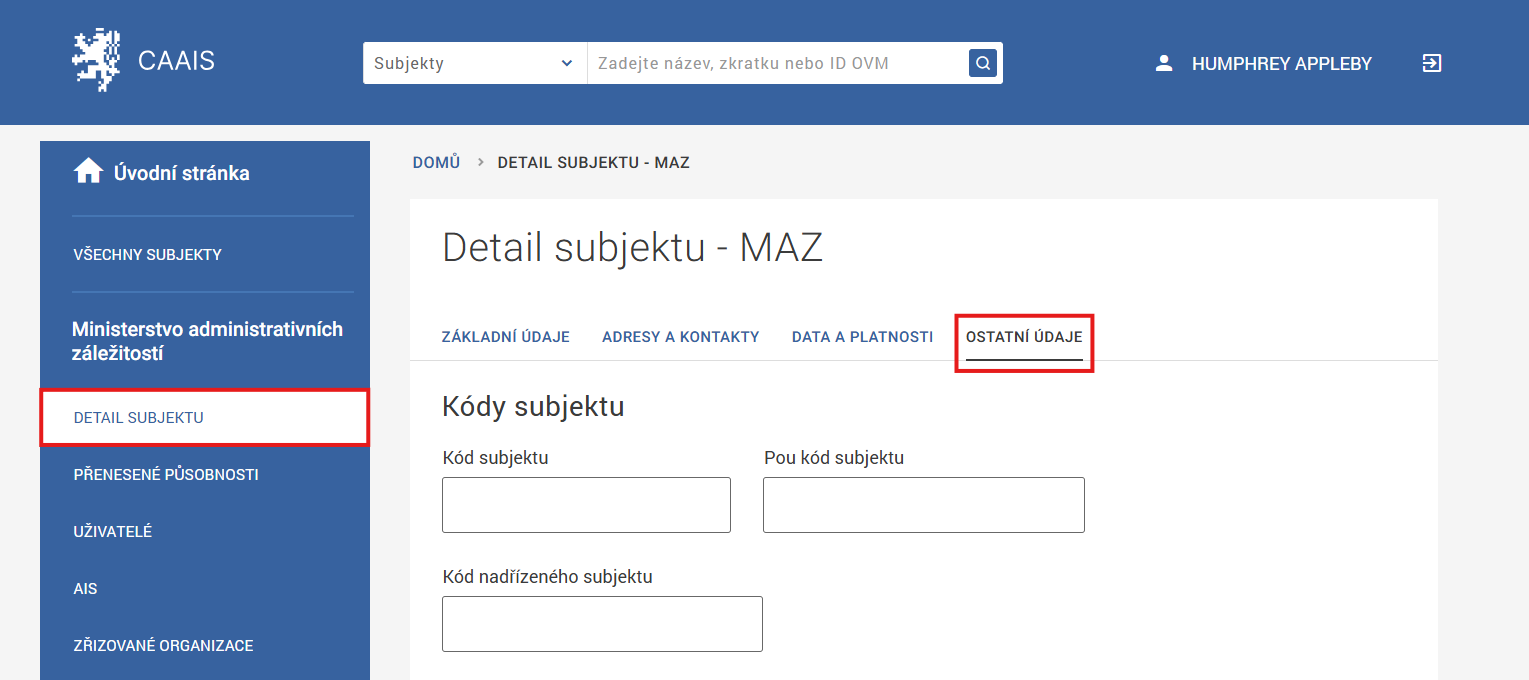 CAAIS
Subjekty
Zadejte název, zkratku nebo ID OVM
HUMPHREY APPLEBY
Úvodní stránka
VŠECHNY SUBJEKTY
Ministerstvo administrativních
záležitostí
DETAIL SUBJEKTU
PŘENESENÉ PŮSOBNOSTI
UŽIVATELÉ
AIS
ZŘIZOVANÉ ORGANIZACE
DOMŮ > DETAIL SUBJEKTU - MAZ
Detail subjektu - MAZ
ZÁKLADNÍ ÚDAJE
ADRESY A KONTAKTY
DATA A PLATNOSTI
OSTATNÍ ÚDAJE
Kódy subjektu
Kód subjektu
Pou kód subjektu
Kód nadřízeného subjektu